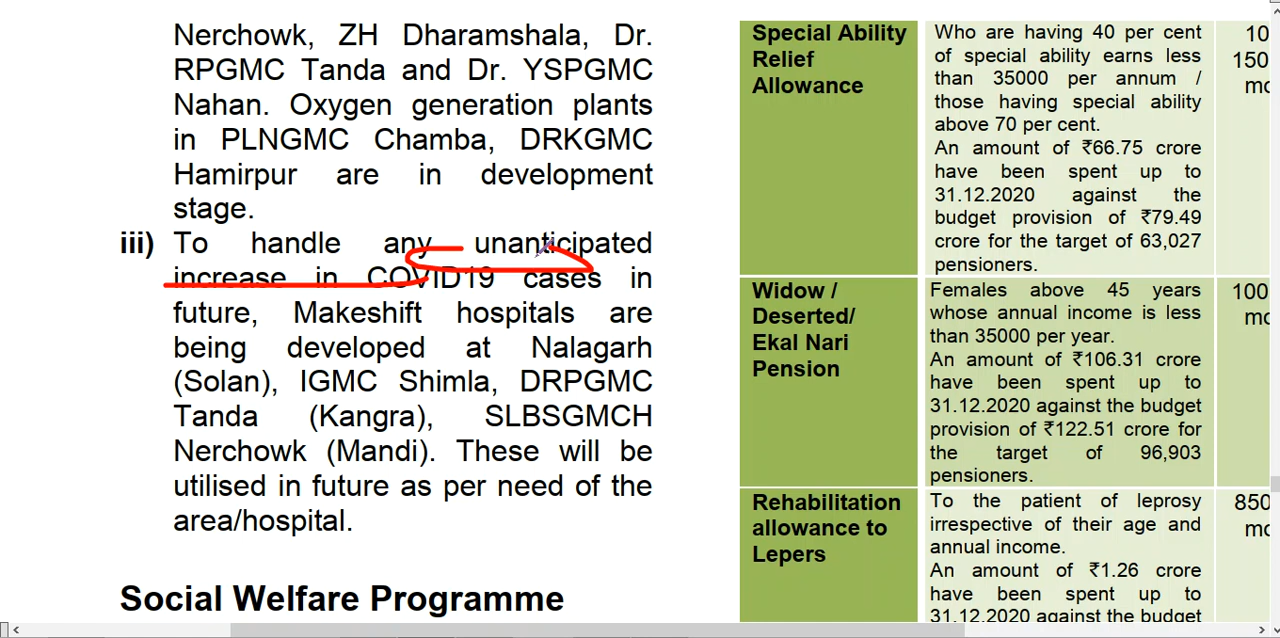 Nerchowk, ZH Dharamshala, Dr.
RPGMC Tanda and Dr. YSPGMC
Nahan. Oxygen generation plants
in PLNGMC Chamba, DRKGMC
Hamirpur are in development
stage.
iii) To handle any unanticipated
increase in COVID19 cases in
future, Makeshift hospitals are
being developed at Nalagarh
(Solan), IGMC Shimla, DRPGMC
Tanda (Kangra), SLBSGMCH
Nerchowk (Mandi). These will be
utilised in future as per need of the
area/hospital.
Social Welfare Programme
Special Ability
Relief
Allowance
Who are having 40 per cent
of special ability earns less
than 35000 per annum /
those having special ability
above 70 per cent.
An amount of ₹66.75 crore
have been spent up to
31.12.2020 against the
budget provision of ₹79.49
crore for the target of 63,027
pensioners.
10
150
mo
Widow /
Deserted/
Ekal Nari
Pension
Females above 45 years
whose annual income is less
than 35000 per year.
An amount of ₹106.31 crore
have been spent up to
31.12.2020 against the budget
provision of ₹122.51 crore for
the target of 96,903
pensioners.
100
mo
Rehabilitation
allowance to
Lepers
To the patient of leprosy
irrespective of their age and
annual income.
An amount of ₹1.26 crore
have been spent up to
31.12.2020 against the budget
850
mo